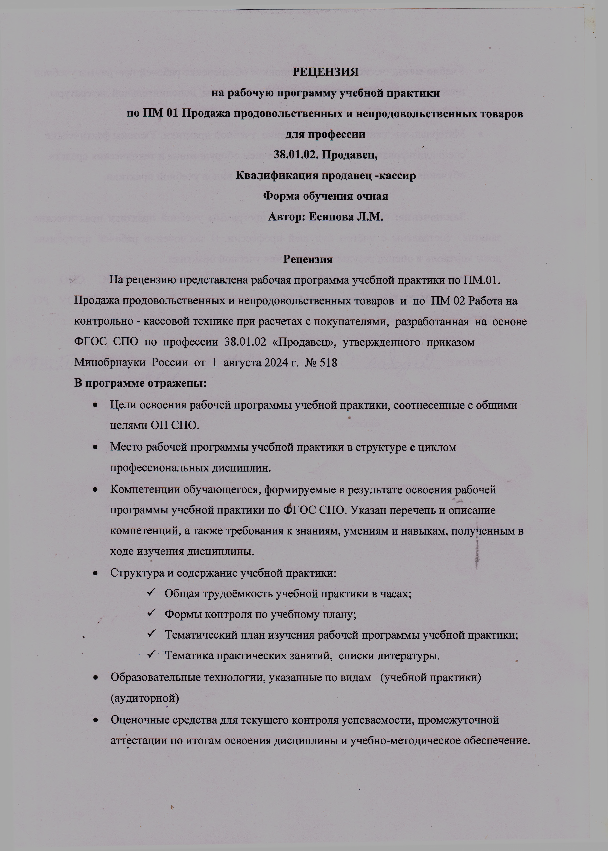 РЕЦЕНЗИЯ
на рабочую программу учебной практики
по ПМ 01 Продажа продовольственных и непродовольственных товаров
для профессии
38.01.02. Продавец,
Квалификация продавец -кассир
Форма обучения очная
Автор: Есипова Л.М.
Рецензия
На рецензию представлена рабочая программа учебной практики по ПМ.01.
Продажа продовольственных и непродовольственных товаров и по ПМ 02 Работа на
контрольно - кассовой технике при расчетах с покупателями, разработанная на основе
ФГОС СПО по профессии 38.01.02 «Продавец», утвержденного приказом
Минобрнауки России от 1 августа 2024 г. № 518
В программе отражены:
• Цели освоения рабочей программы учебной практики, соотнесенные с общими
целями ОП СПО.
• Место рабочей программы учебной практики в структуре с циклом
профессиональных дисциплин.
• Компетенции обучающегося, формируемые в результате освоения рабочей
программы учебной практики по ФГОС СПО. Указан перечень и описание
компетенций, а также требования к знаниям, умениям и навыкам, полученным в
ходе изучения дисциплины.
• Структура и содержание учебной практики:
✓ Общая трудоёмкость учебной практики в часах;
✓ Формы контроля по учебному плану;
✓ Тематический план изучения рабочей программы учебной практики;
✓ Тематика практических занятий, списки литературы.
• Образовательные технологии, указанные по видам (учебной практики)
(аудиторной)
• Оценочные средства для текущего контроля успеваемости, промежуточной
аттестации по итогам освоения дисциплины и учебно-методическое обеспечение.